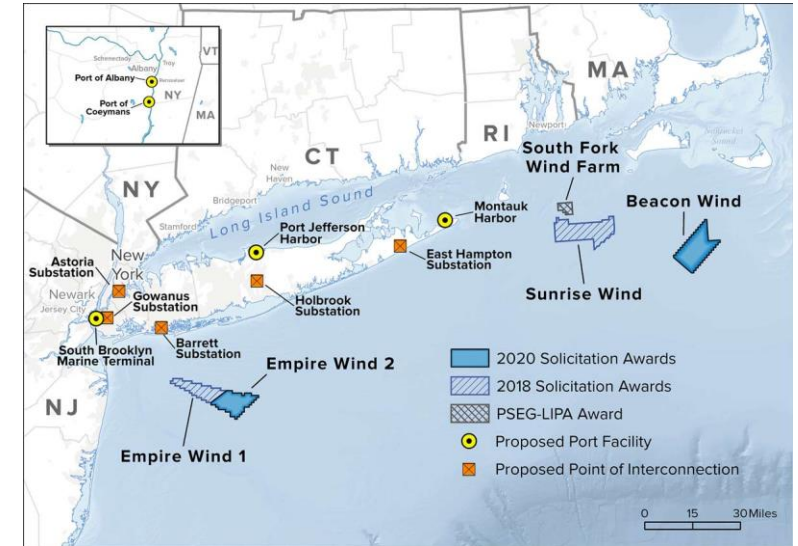 VT
Schenectady
Troy
Albany
Rensselaer
Port of Albany
NY
Port of
Coeymans
MA
MA
RI
Newport
CT
South Fork
Wind Farm
New
Haven
NY
Bridgeport
Long Island Sound
Montauk
Harbor
Beacon Wind
Stamford
Port Jefferson
Harbor
East Hampton
Substation
Astoria
Substation
New
York
Newark
Gowanus
Substation
Jersey City
Holbrook
Substation
Sunrise Wind
South Brooklyn
Marine Terminal
Barrett
Substation
Empire Wind 2
NJ
Empire Wind 1
2020 Solicitation Awards
2018 Solicitation Awards
PSEG-LIPA Award
Proposed Port Facility
Proposed Point of Interconnection
0 15 30 Miles